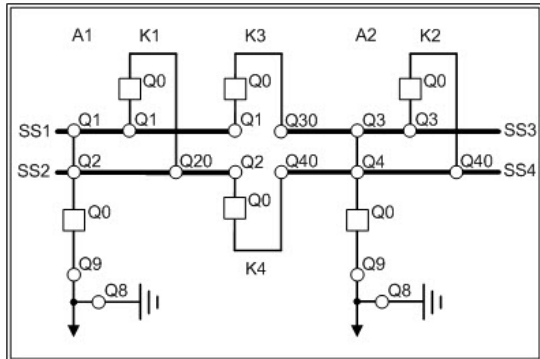 A1 K1 K3 A2 K2
Q0 Q0 Q0
SS1 Q1 Q1 Q1 Q30 Q3 Q3 SS3
SS2 Q2 Q20 Q2 Q40 Q4 Q40 SS4
Q0 Q0 Q0
Q9 K4 Q9
Q8 Q8